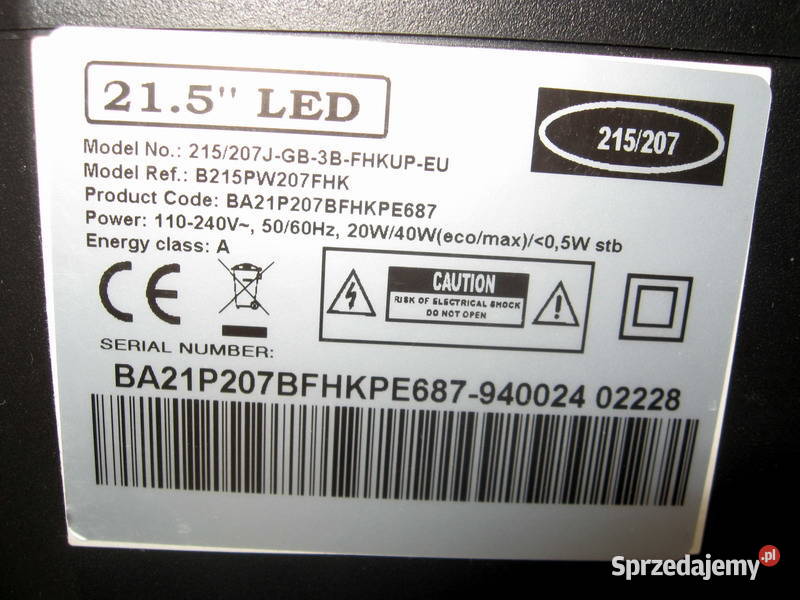 21.5" LED
215/207
Model No.: 215/207J-GB-3B-FHKUP-EU
Model Ref.: B215PW207FHK
Product Code: BA21P207BFHKPE687
Power: 110-240V~, 50/60Hz, 20W/40W(eco/max)/<0,5W stb
Energy class: A
CE
CAUTION
RISK OF ELECTRICAL SHOCK
DO NOT OPEN
SERIAL NUMBER:
BA21P207BFHKPE687-940024 02228
Sprzedajemy.pl